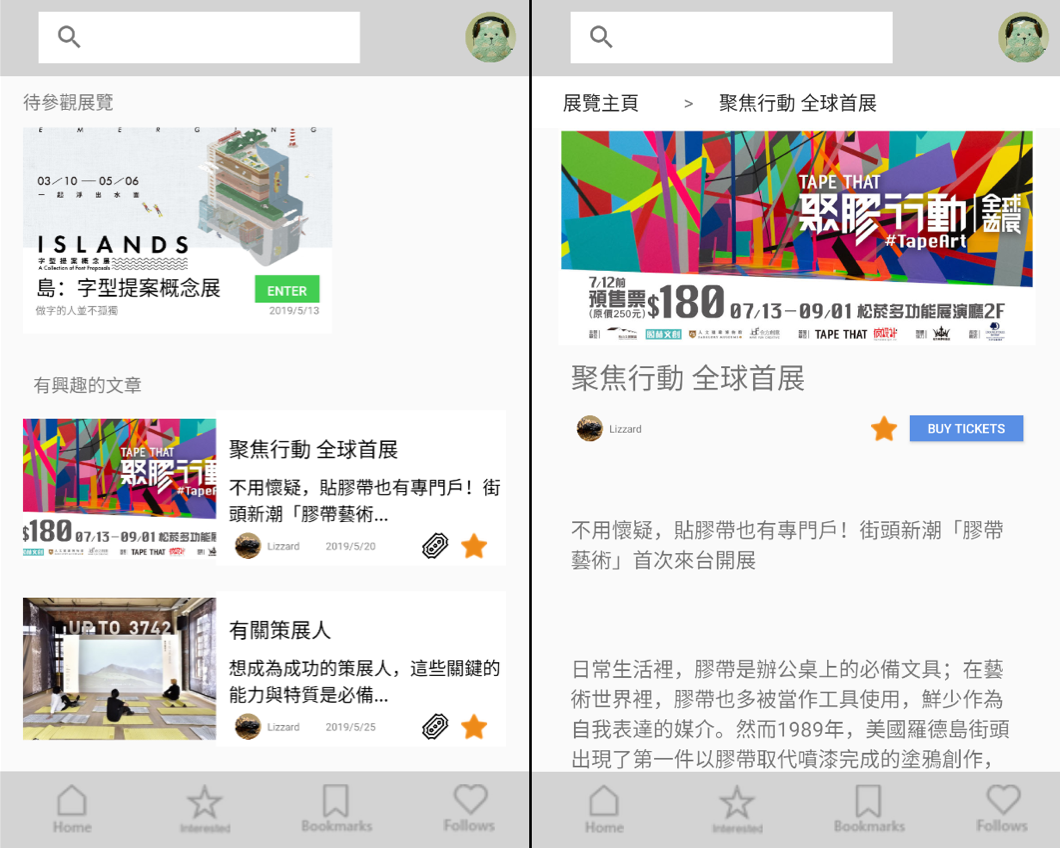 待參觀展覽
E M E R G I N G
03／10 — 05／06
一起浮出水面
ISLANDS
字型提案概念展
A Collection of Font Proposals
島：字型提案概念展
ENTER
做字的人並不孤獨
2019/5/13
有興趣的文章
TAPE THAT
聚膠行動
#TapeA
$180 07/13－09/01 松菸多功能展
TAPE THAT
聚焦行動 全球首展
不用懷疑，貼膠帶也有專門戶！街
頭新潮「膠帶藝術...
Lizzard
2019/5/20
UP TO 3742
有關策展人
想成為成功的策展人，這些關鍵的
能力與特質是必備...
Lizzard
2019/5/25
Home
Interested
Bookmarks
Follows
展覽主頁 > 聚焦行動 全球首展
TAPE THAT
聚膠行動 全球首展
#TapeArt
7/12前
預售票
(原價250元)
$180 07/13－09/01 松菸多功能展演廳2F
TAPE THAT
聚焦行動 全球首展
Lizzard
BUY TICKETS
不用懷疑，貼膠帶也有專門戶！街頭新潮「膠帶
藝術」首次來台開展
日常生活裡，膠帶是辦公桌上的必備文具；在藝
術世界裡，膠帶也多被當作工具使用，鮮少作為
自我表達的媒介。然而1989年，美國羅德島街頭
出現了第一件以膠帶取代噴漆完成的塗鴉創作，
Home
Interested
Bookmarks
Follows